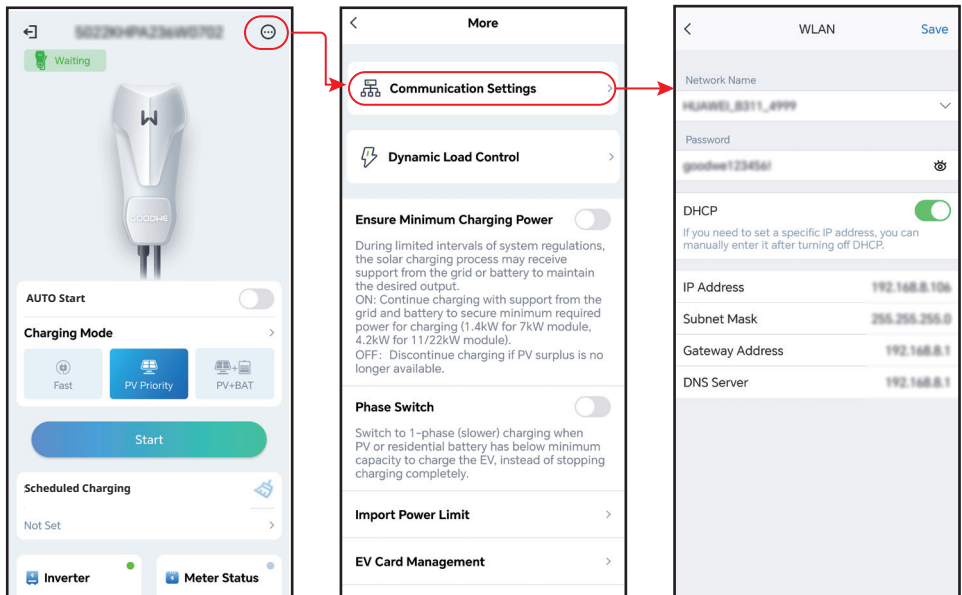 Waiting
GOODWE
AUTO Start
Charging Mode
Fast
PV Priority
PV+BAT
Start
Scheduled Charging
Not Set
Inverter
Meter Status
More
Communication Settings
Dynamic Load Control
Ensure Minimum Charging Power
During limited intervals of system regulations,
the solar charging process may receive
support from the grid or battery to maintain
the desired output.
ON: Continue charging with support from the
grid and battery to secure minimum required
power for charging (1.4kW for 7kW module,
4.2kW for 11/22kW module).
OFF: Discontinue charging if PV surplus is no
longer available.
Phase Switch
Switch to 1-phase (slower) charging when
PV or residential battery has below minimum
capacity to charge the EV, instead of stopping
charging completely.
Import Power Limit
EV Card Management
WLAN
Save
Network Name
Password
DHCP
If you need to set a specific IP address, you can
manually enter it after turning off DHCP.
IP Address
Subnet Mask
Gateway Address
DNS Server